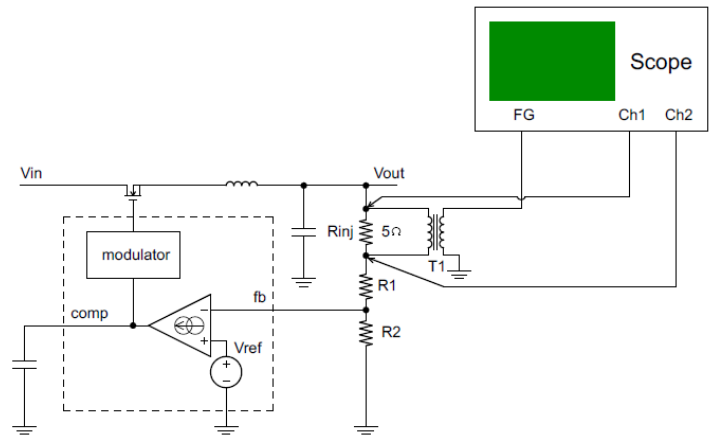 Scope
FG Ch1 Ch2
Vin
Vout
Rinj 5Ω
modulator
T1
R1
comp
fb
R2
Vref